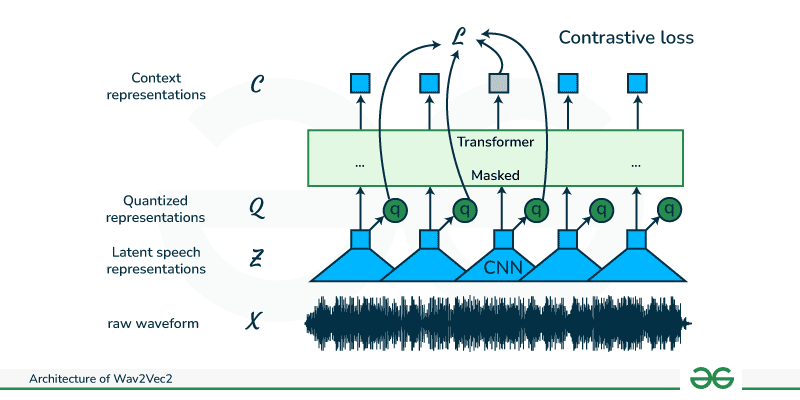 ℒ
Contrastive loss
Context
representations
𝒞
Transformer
...
...
Masked
Quantized
representations
𝒬
q
q
q
q
q
Latent speech
representations
𝒵
CNN
raw waveform
𝒳
Architecture of Wav2Vec2